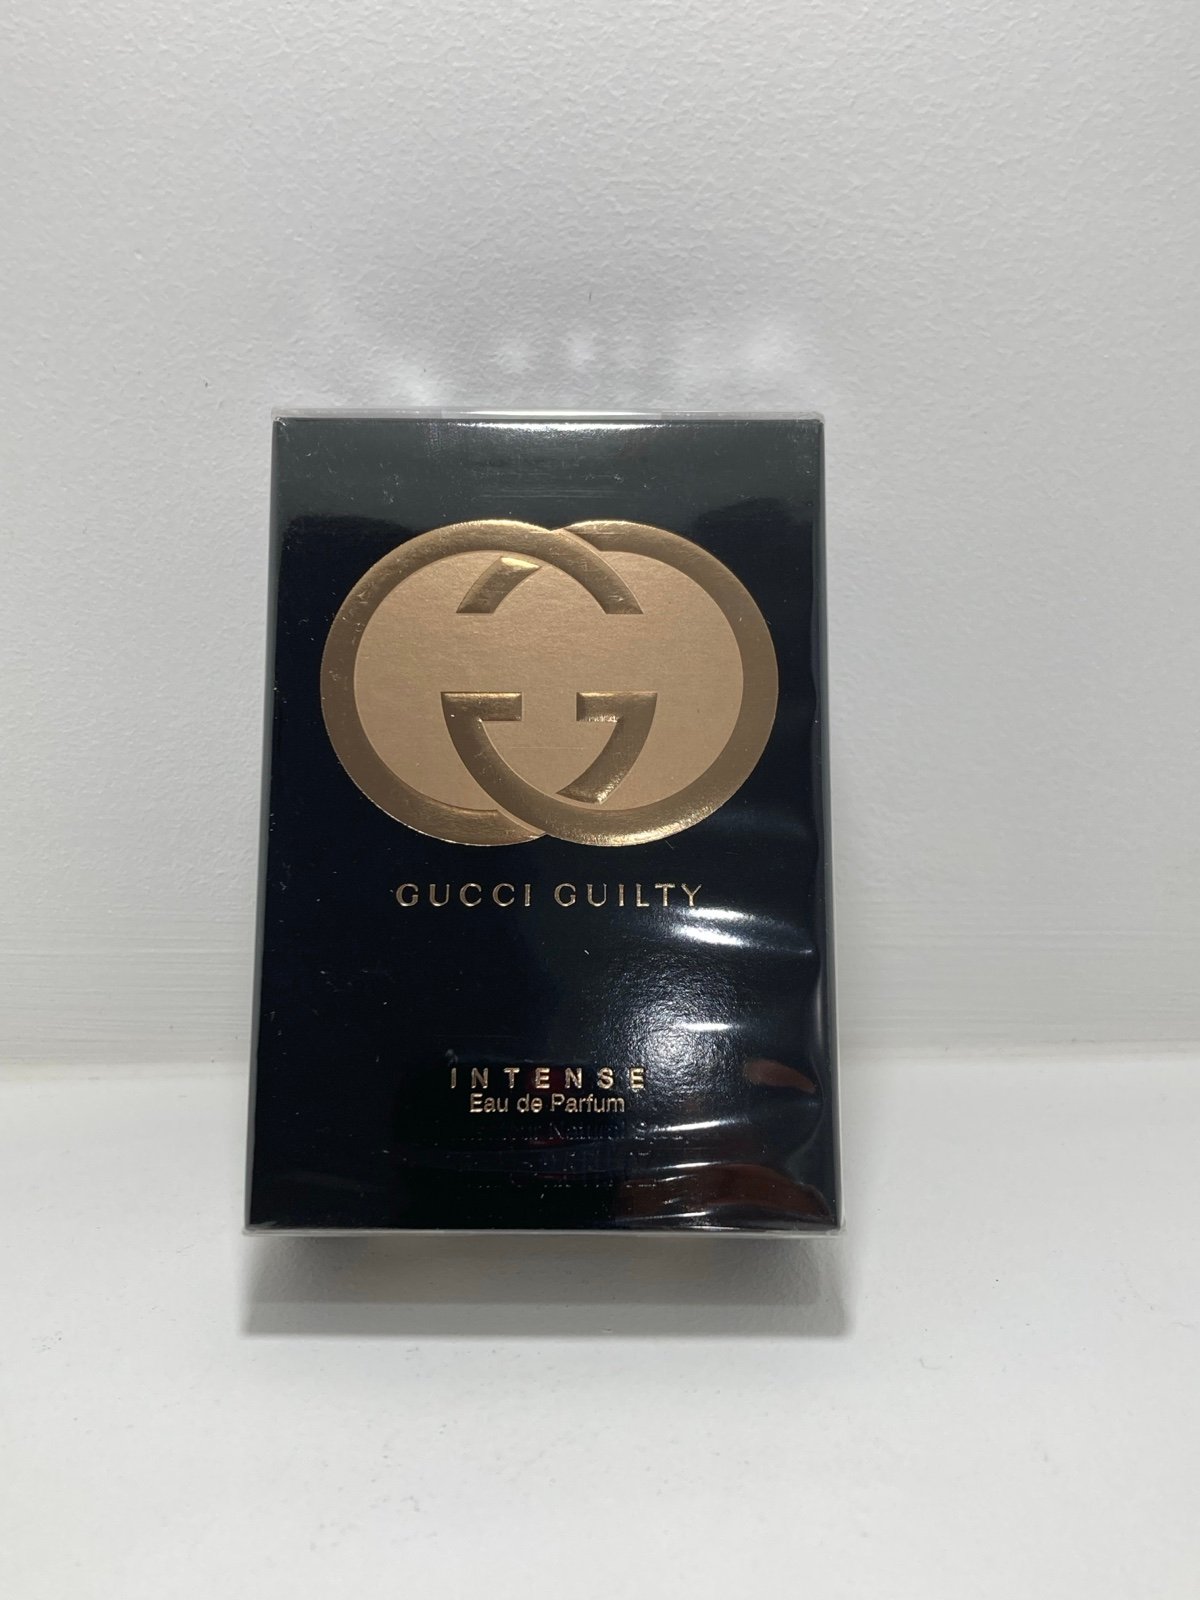 GUCCI GUILTY
INTENSE
Eau de Parfum